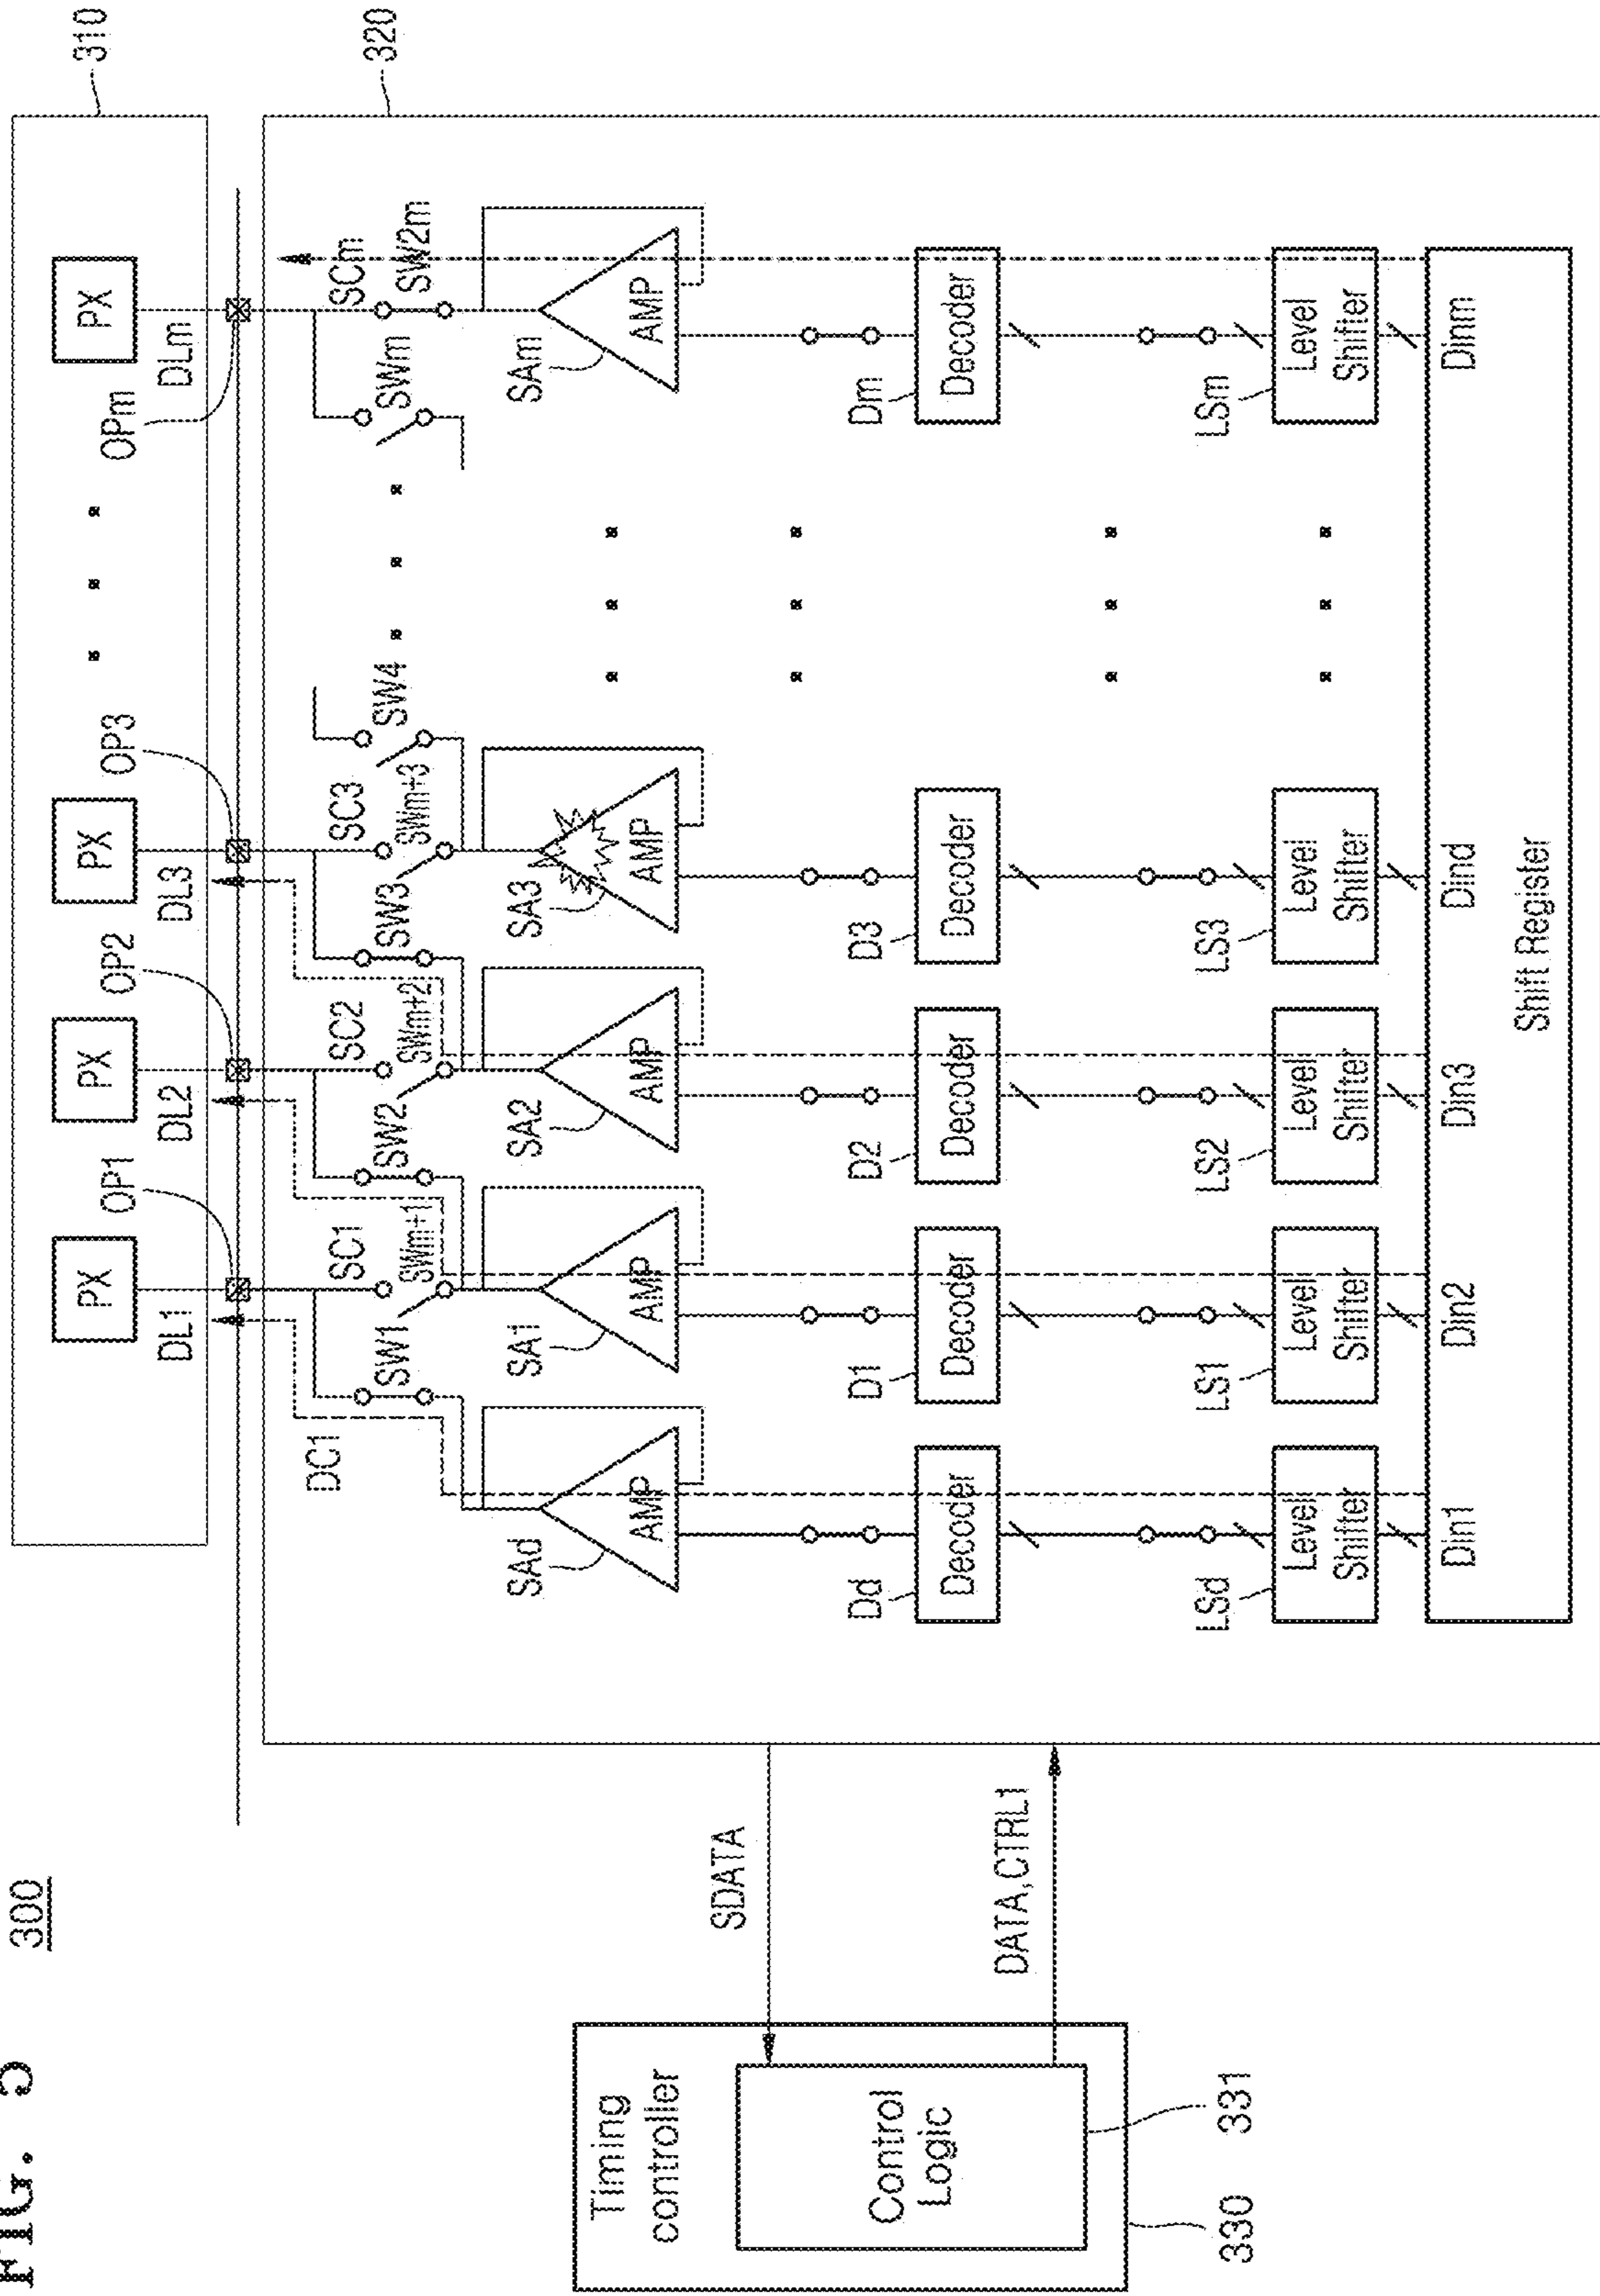 FIG. 5
300
310
PX PX PX PX
DL1 DL2 DL3 DLm
OP1 OP2 OP3 OPm
320
DC1 SC1 SC2 SC3 SCm
SW1 SWm+1 SW2 SWm+2 SW3 SWm+3 SW4 SWm SW2m
SAd SA1 SA2 SA3 SAm
AMP AMP AMP AMP AMP
Dd D1 D2 D3 Dm
Decoder Decoder Decoder Decoder Decoder
LSd LS1 LS2 LS3 LSm
Level Level Level Level Level
Shifter Shifter Shifter Shifter Shifter
Din1 Din2 Din3 Dind Dinm
Shift Register
SDATA
DATA,CTRL1
Timing
controller
Control
Logic
331
330